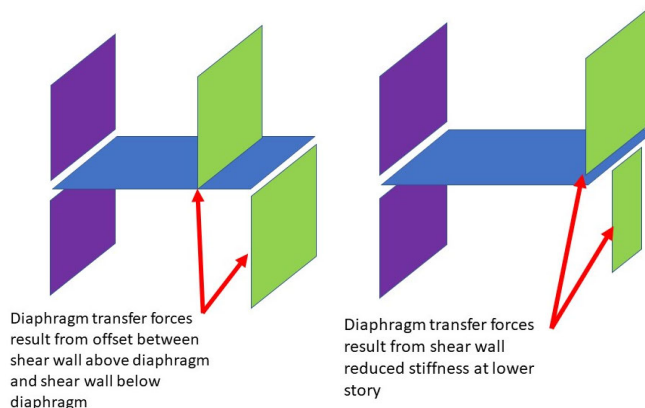 Diaphragm transfer forces
result from offset between
shear wall above diaphragm
and shear wall below
diaphragm
Diaphragm transfer forces
result from shear wall
reduced stiffness at lower
story